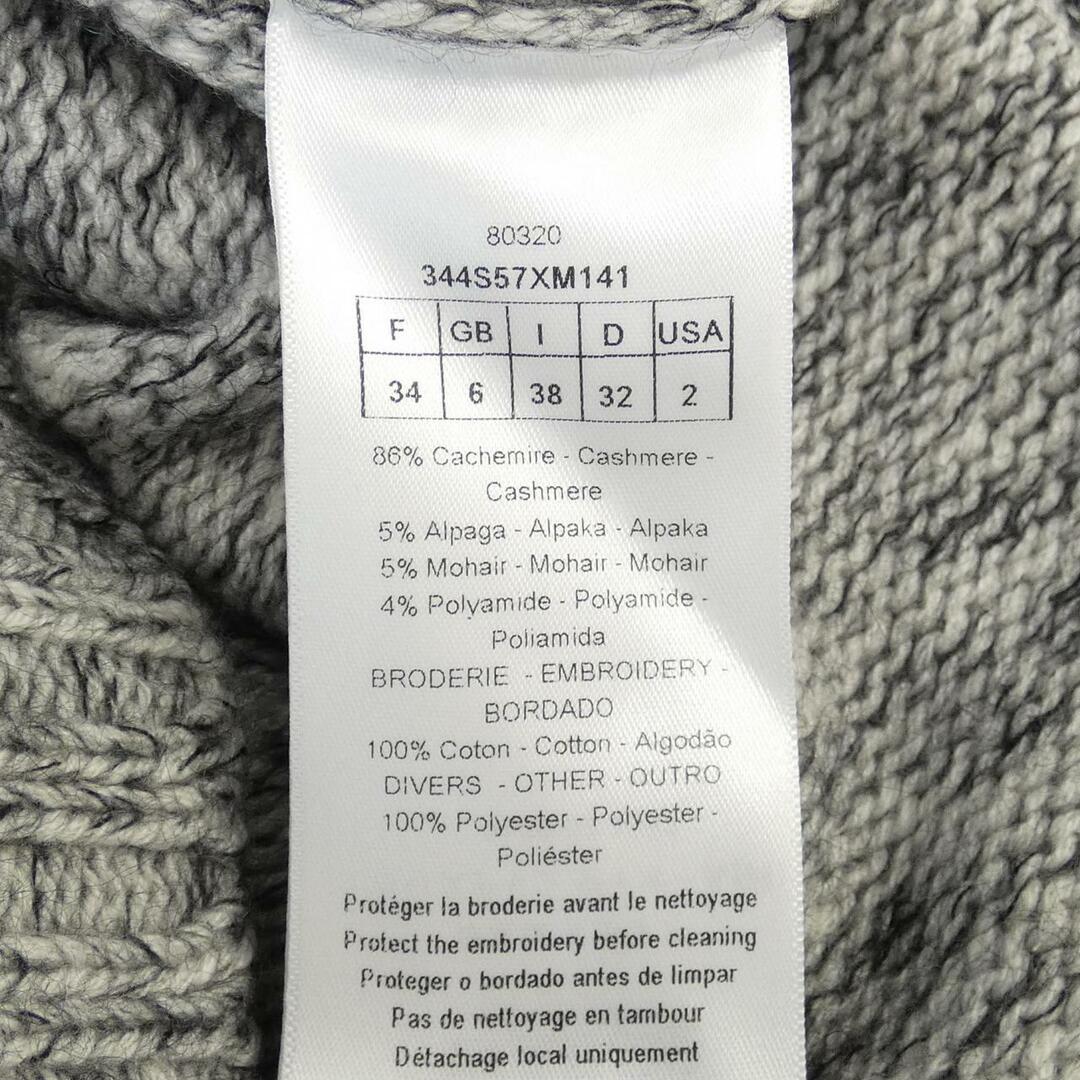 80320
344S57XM141
F GB I D USA
34 6 38 32 2
86% Cachemire - Cashmere -
Cashmere
5% Alpaga - Alpaka - Alpaka
5% Mohair - Mohair - Mohair
4% Polyamide - Polyamide -
Poliamida
BRODERIE - EMBROIDERY -
BORDADO
100% Coton - Cotton - Algodão
DIVERS - OTHER - OUTRO
100% Polyester - Polyester -
Poliéster
Protéger la broderie avant le nettoyage
Protect the embroidery before cleaning
Proteger o bordado antes de limpar
Pas de nettoyage en tambour
Détachage local uniquement